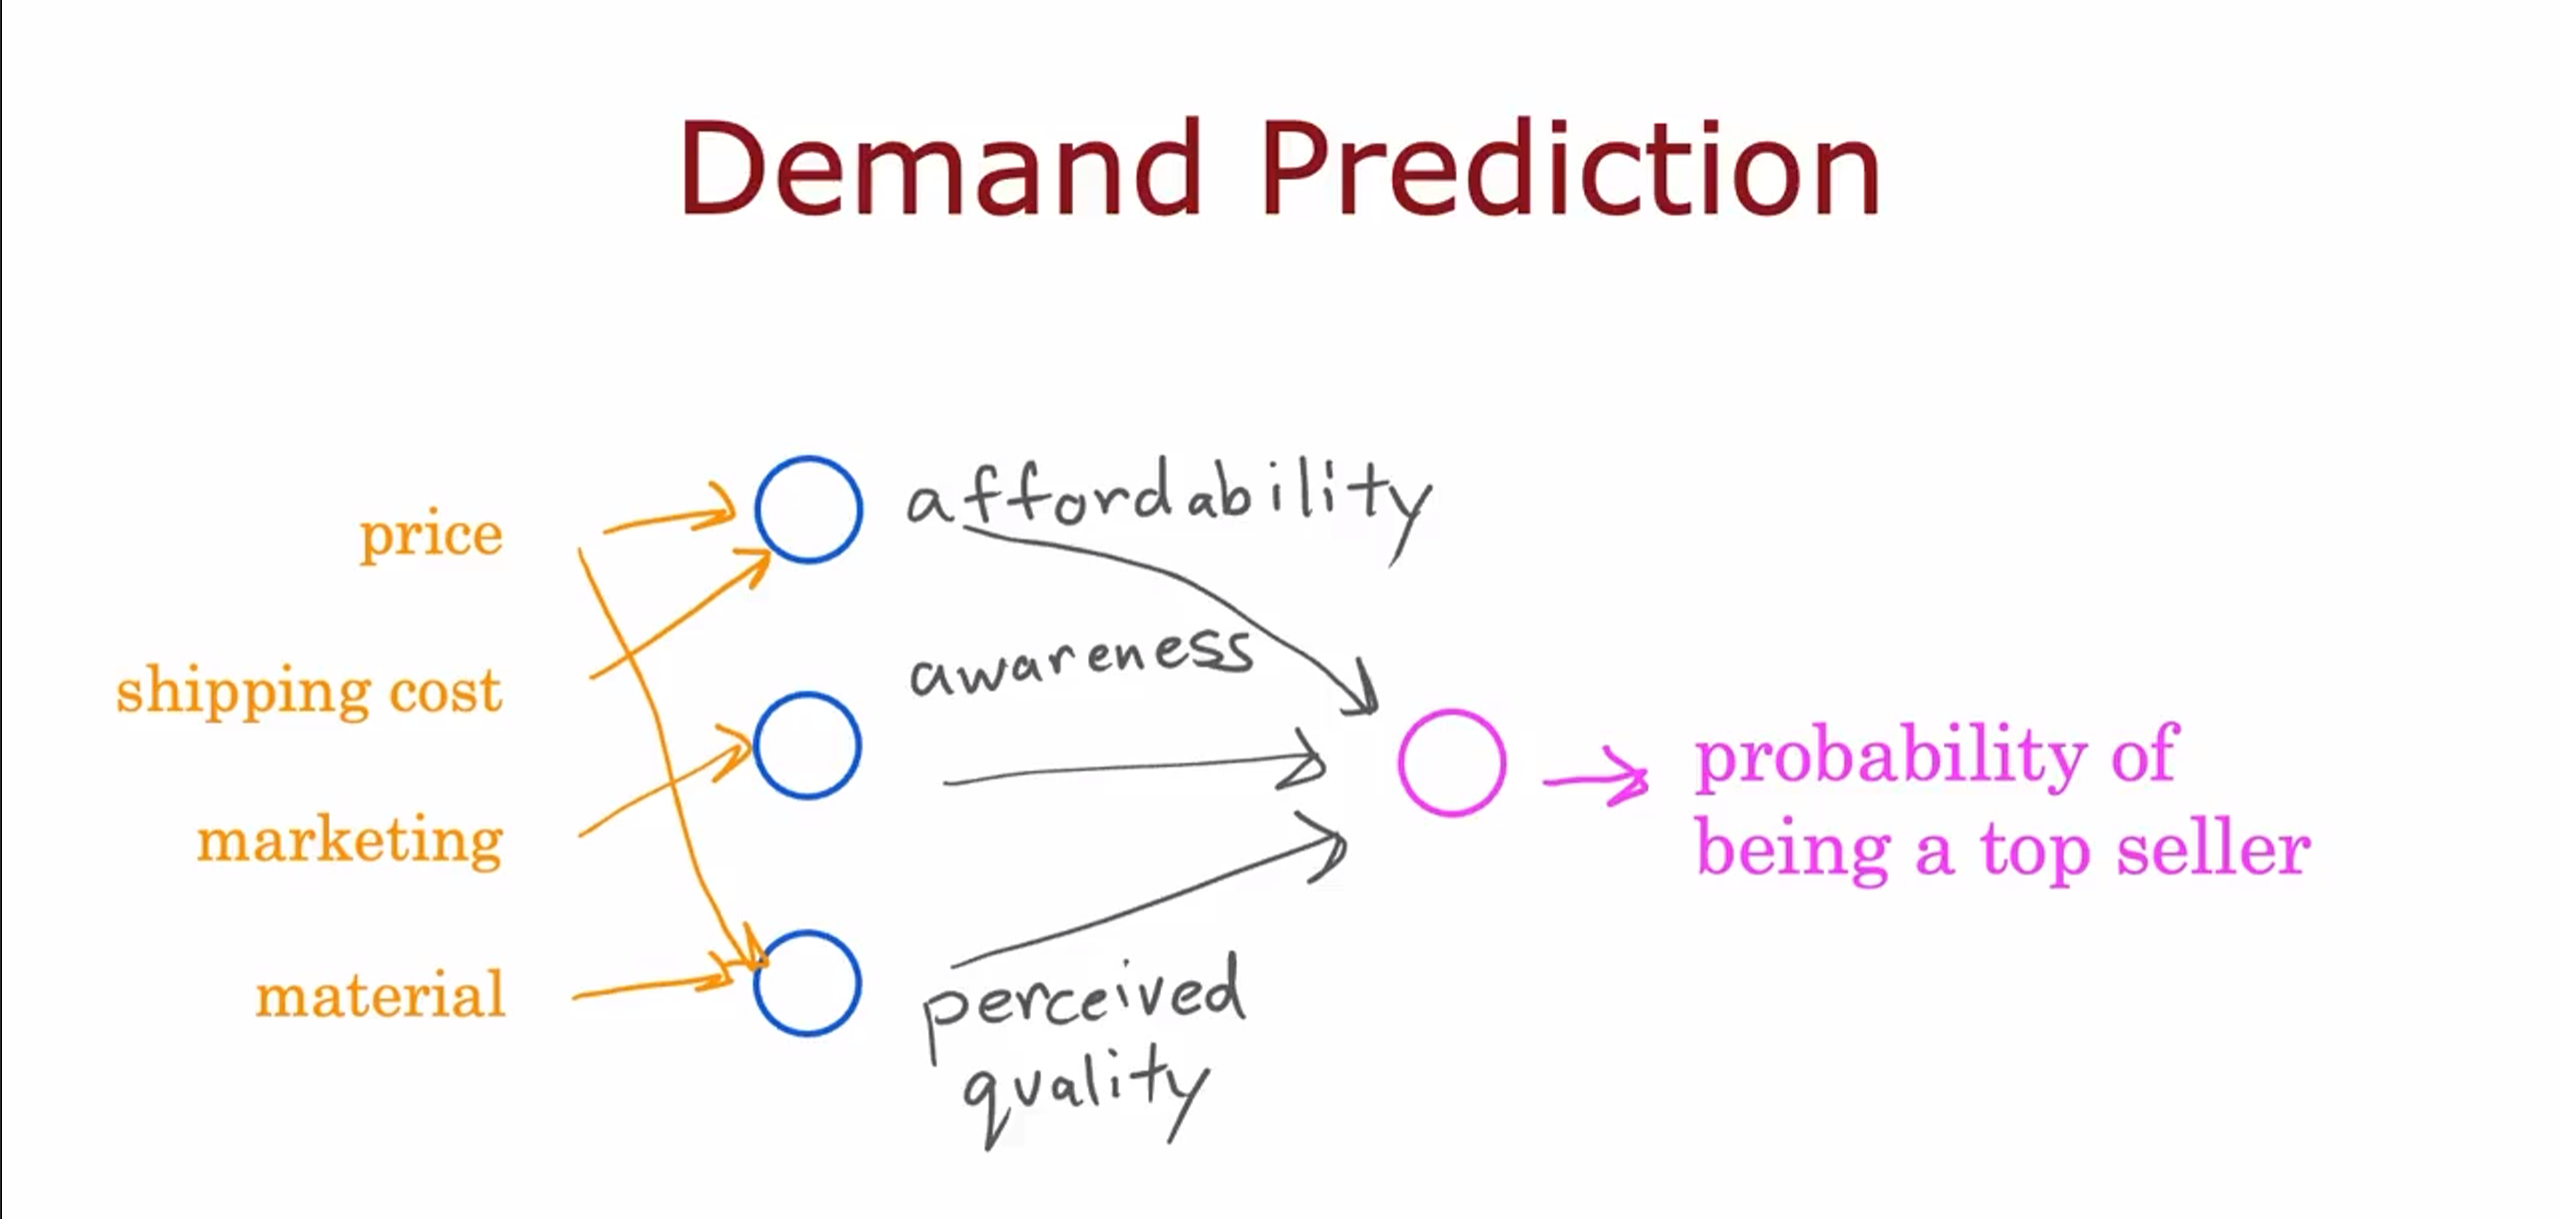 Demand Prediction
price
shipping cost
marketing
material
affordability
awareness
perceived
quality
probability of
being a top seller